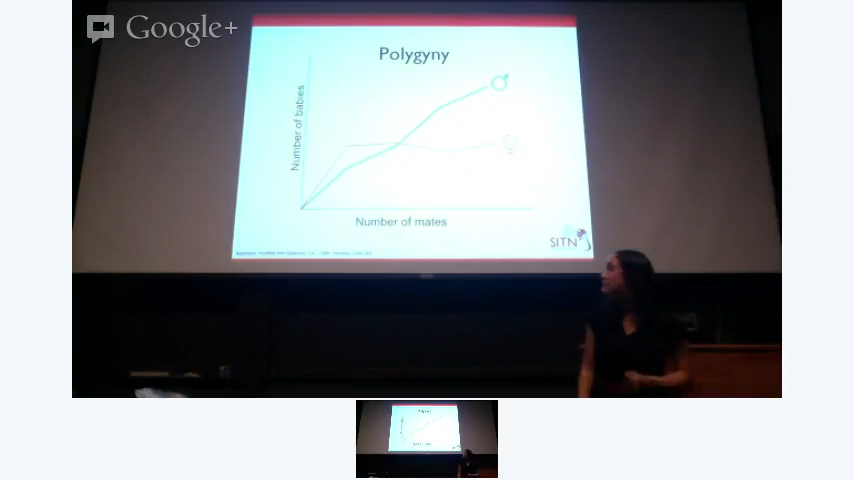 Google+
Polygyny
Number of babies
Number of mates
SITN